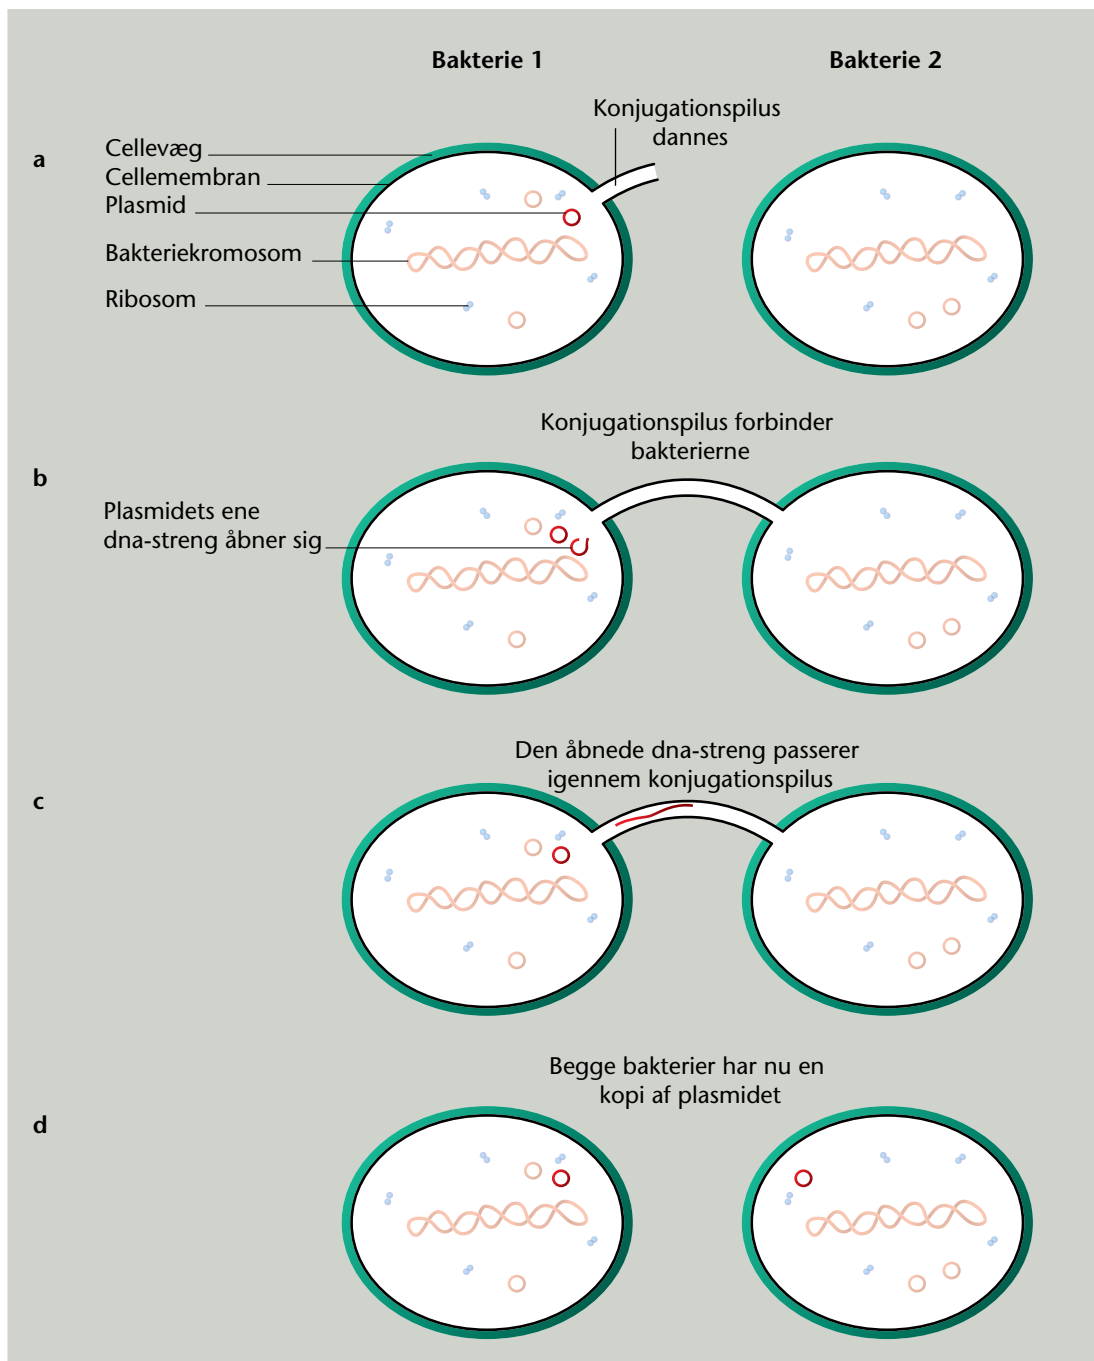 Bakterie 1
Bakterie 2
a
Konjugationspilus
dannes
Cellevæg
Cellemembran
Plasmid
Bakteriekromosom
Ribosom
b
Konjugationspilus forbinder
bakterierne
Plasmidets ene
dna-streng åbner sig
c
Den åbnede dna-streng passerer
igennem konjugationspilus
d
Begge bakterier har nu en
kopi af plasmidet